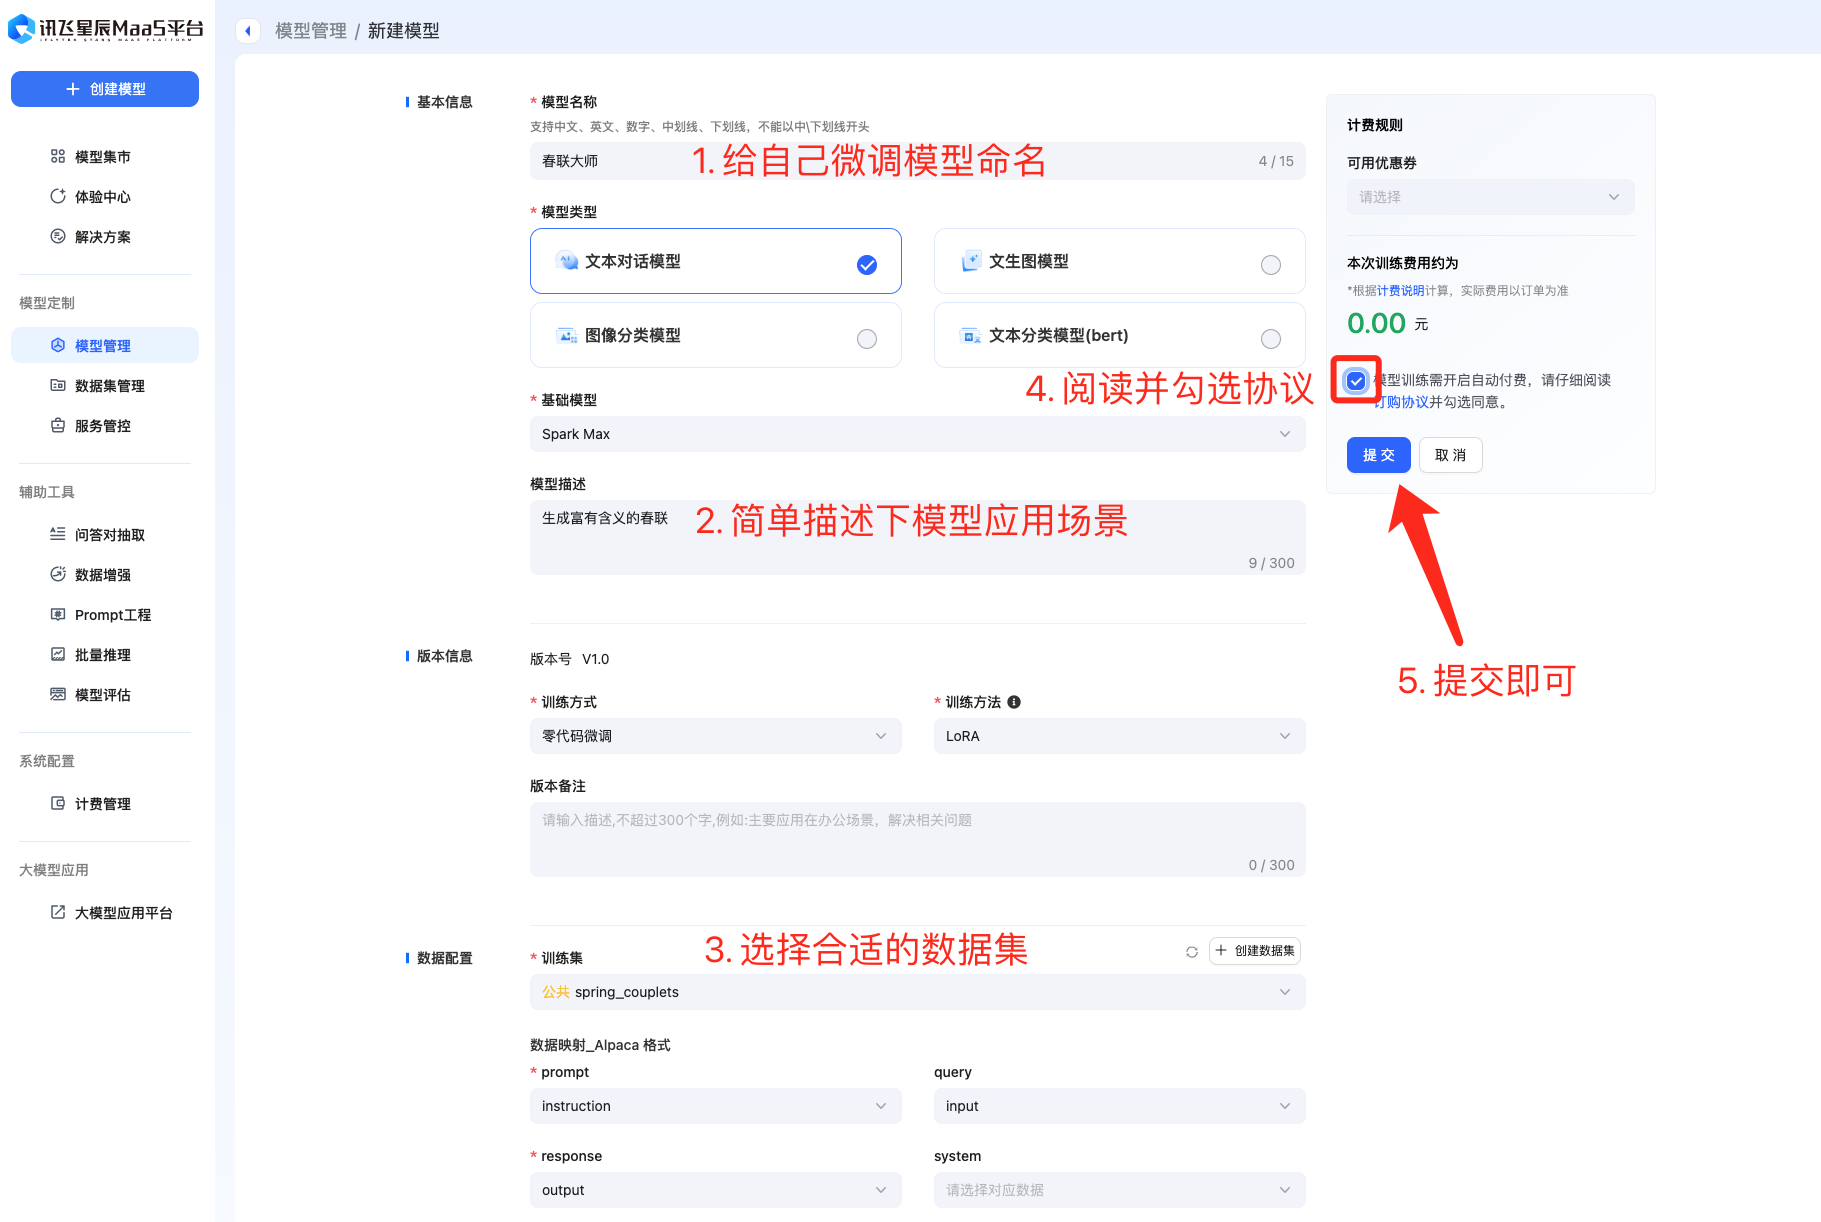 讯飞星辰MaaS平台
IFLYTEK STARS MAAS PLATFORM
创建模型
模型集市
体验中心
解决方案
模型定制
模型管理
数据集管理
服务管控
辅助工具
问答对抽取
数据增强
Prompt工程
批量推理
模型评估
系统配置
计费管理
大模型应用
大模型应用平台
模型管理 / 新建模型
基本信息
* 模型名称
支持中文、英文、数字、中划线、下划线，不能以中\下划线开头
春联大师
4 / 15
1. 给自己微调模型命名
* 模型类型
文本对话模型
文生图模型
图像分类模型
文本分类模型(bert)
* 基础模型
Spark Max
模型描述
生成富有含义的春联
2. 简单描述下模型应用场景
9 / 300
版本信息
版本号 V1.0
* 训练方式
零代码微调
* 训练方法
LoRA
版本备注
请输入描述,不超过300个字,例如:主要应用在办公场景，解决相关问题
0 / 300
数据配置
* 训练集
3. 选择合适的数据集
创建数据集
公共 spring_couplets
数据映射_Alpaca 格式
* prompt
instruction
query
input
* response
output
system
请选择对应数据
计费规则
可用优惠券
请选择
本次训练费用约为
*根据计费说明计算，实际费用以订单为准
0.00 元
4. 阅读并勾选协议
模型训练需开启自动付费，请仔细阅读
订购协议并勾选同意。
提 交
取 消
5. 提交即可